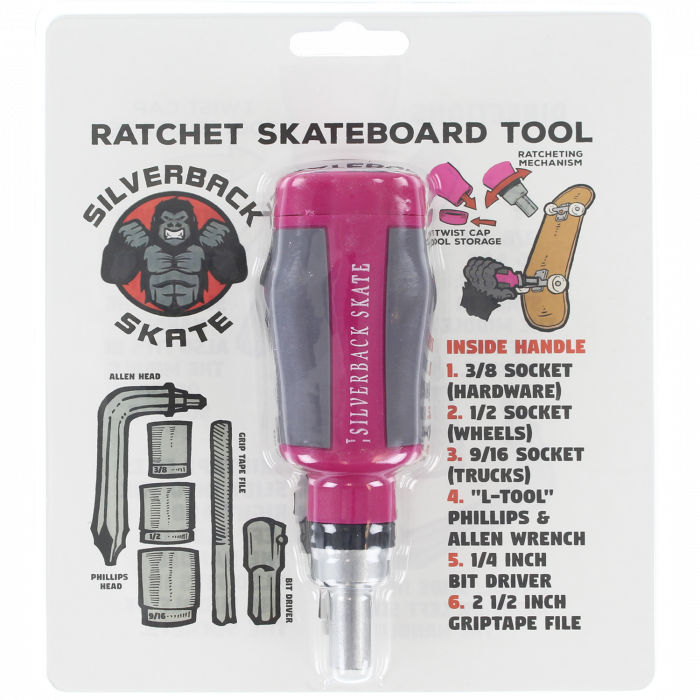 RATCHET SKATEBOARD TOOL
SILVERBACK
SKATE
RATCHETING
MECHANISM
TWIST CAP
TOOL STORAGE
SILVERBACK SKATE
INSIDE HANDLE
1. 3/8 SOCKET
(HARDWARE)
2. 1/2 SOCKET
(WHEELS)
3. 9/16 SOCKET
(TRUCKS)
4. "L-TOOL"
PHILLIPS &
ALLEN WRENCH
5. 1/4 INCH
BIT DRIVER
6. 2 1/2 INCH
GRIPTAPE FILE
ALLEN HEAD
3/8
1/2
9/16
GRIP TAPE FILE
BIT DRIVER
PHILLIPS
HEAD